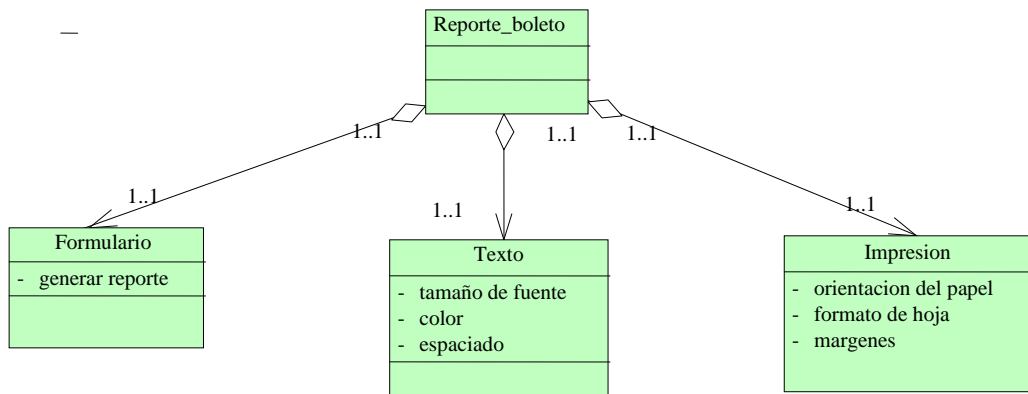 Reporte_boleto
1..1
1..1
1..1
1..1
1..1
1..1
Formulario
- generar reporte
Texto
- tamaño de fuente
- color
- espaciado
Impresion
- orientacion del papel
- formato de hoja
- margenes